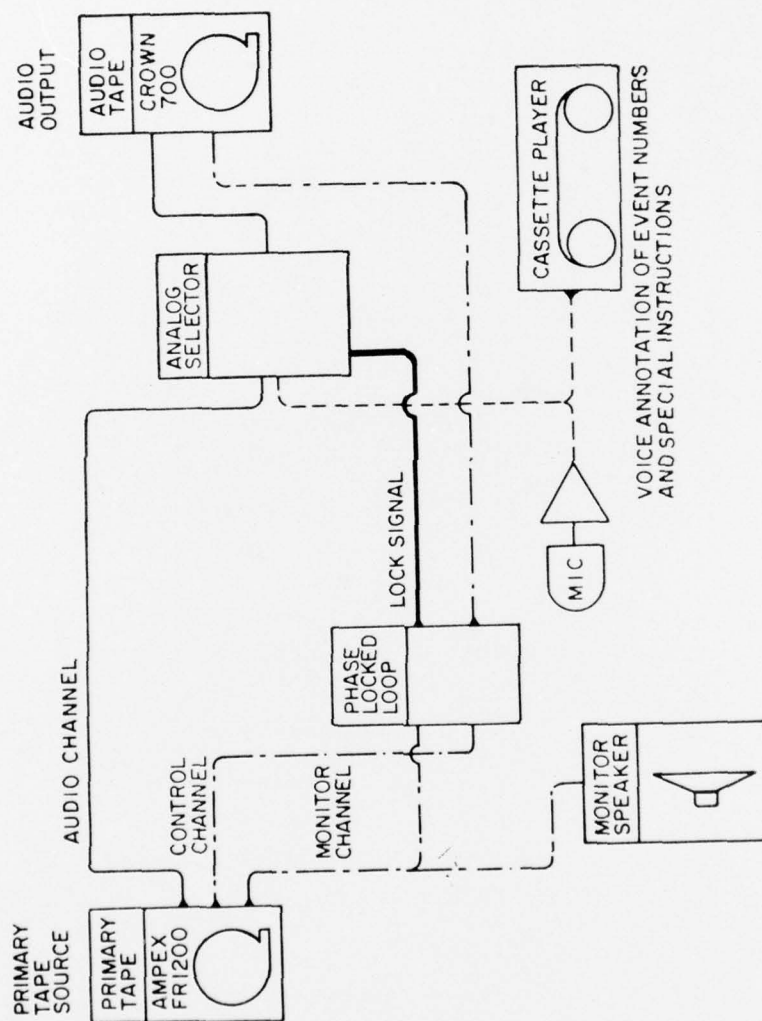 PRIMARY
TAPE
SOURCE
PRIMARY
TAPE
AMPEX
FR1200
AUDIO CHANNEL
CONTROL
CHANNEL
MONITOR
CHANNEL
MONITOR
SPEAKER
PHASE
LOCKED
LOOP
LOCK SIGNAL
MIC
ANALOG
SELECTOR
AUDIO
OUTPUT
AUDIO
TAPE
CROWN
700
CASSETTE PLAYER
VOICE ANNOTATION OF EVENT NUMBERS
AND SPECIAL INSTRUCTIONS